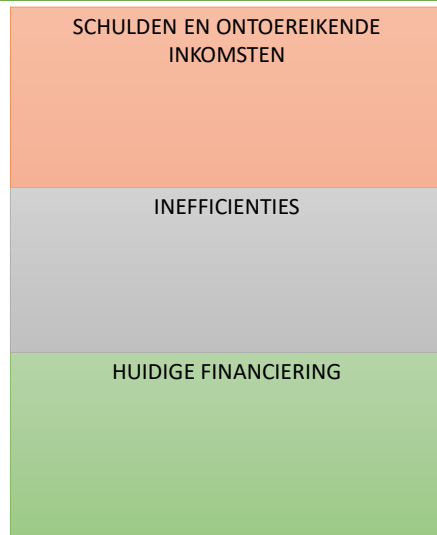 SCHULDEN EN ONTOEREIKENDE
INKOMSTEN
INEFFICIENTIES
HUIDIGE FINANCIERING